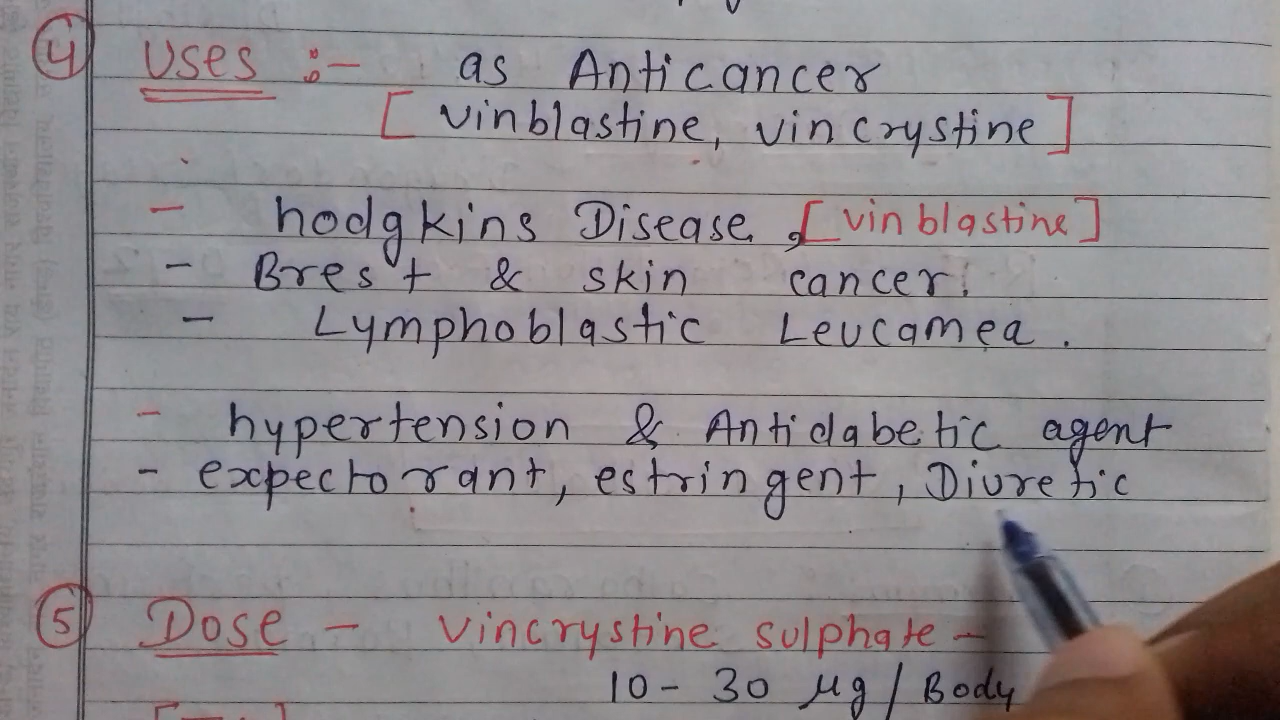 4 Uses :- as Anticancer
[ vinblastine, vincrystine ]
- hodgkins Disease, [ vinblastine ]
- Brest & skin cancer.
- Lymphoblastic Leucamea.
- hypertension & Antidabetic agent
- expectorant, estringent, Diuretic
5 Dose - vincrystine sulphate -
10-30 μg / Body